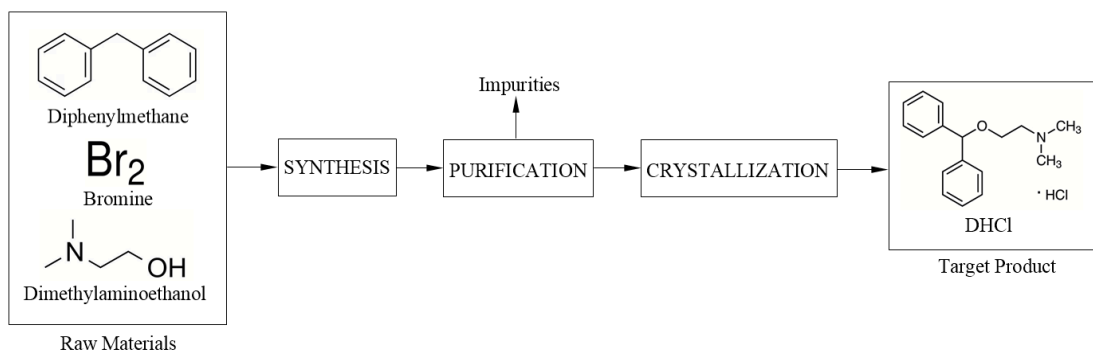 Diphenylmethane
Br2
Bromine
N
OH
Dimethylaminoethanol
Raw Materials
SYNTHESIS
Impurities
PURIFICATION
CRYSTALLIZATION
O
N
CH3
CH3
· HCl
DHCl
Target Product